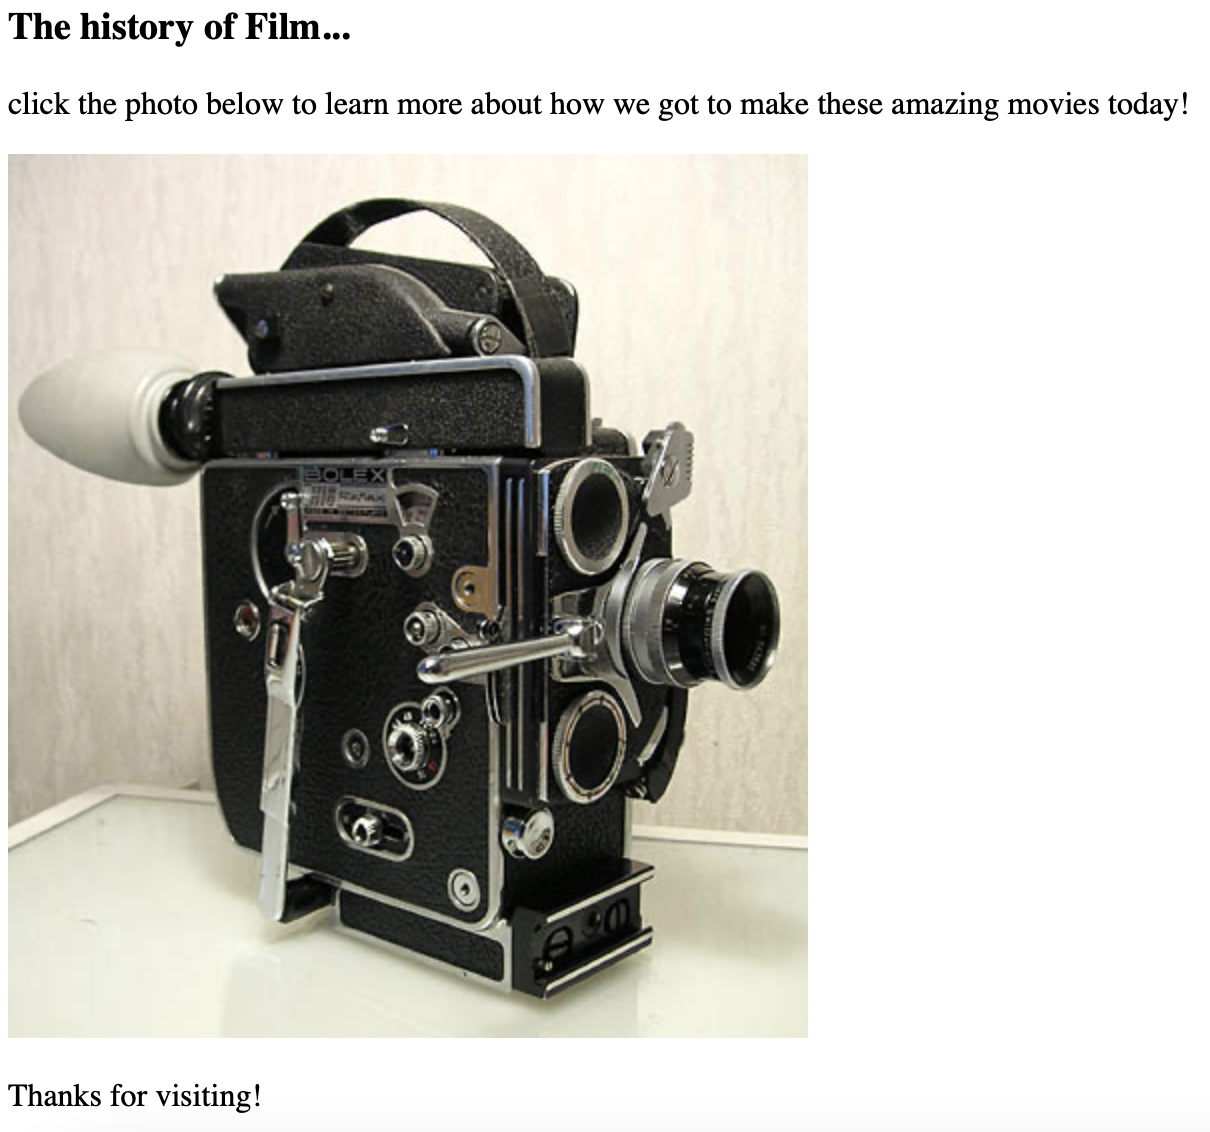 The history of Film...
click the photo below to learn more about how we got to make these amazing movies today!
BOLEX
H16 Reflex
Thanks for visiting!